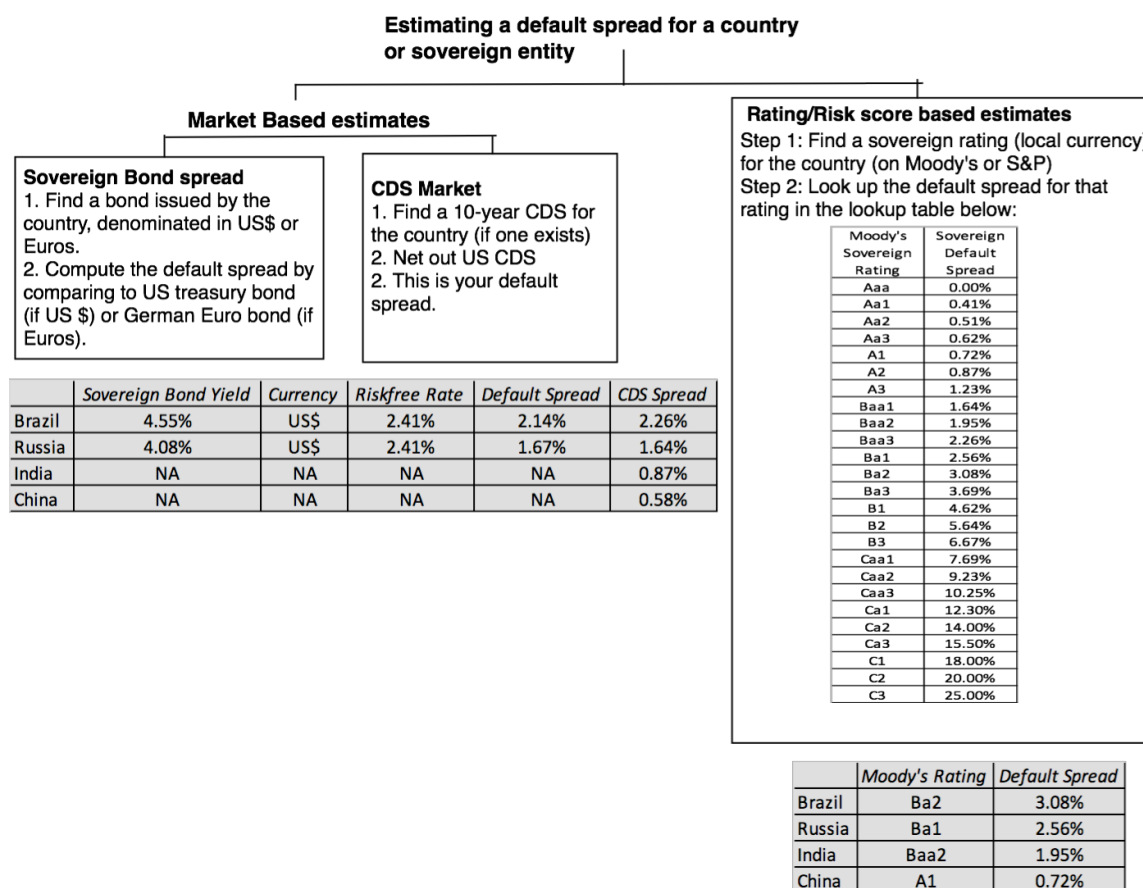 Estimating a default spread for a country
or sovereign entity
Market Based estimates
Sovereign Bond spread
1. Find a bond issued by the
country, denominated in US$ or
Euros.
2. Compute the default spread by
comparing to US treasury bond
(if US $) or German Euro bond (if
Euros).
CDS Market
1. Find a 10-year CDS for
the country (if one exists)
2. Net out US CDS
2. This is your default
spread.
Sovereign Bond Yield Currency Riskfree Rate Default Spread CDS Spread
Brazil 4.55% US$ 2.41% 2.14% 2.26%
Russia 4.08% US$ 2.41% 1.67% 1.64%
India NA NA NA NA 0.87%
China NA NA NA NA 0.58%
Rating/Risk score based estimates
Step 1: Find a sovereign rating (local currency)
for the country (on Moody's or S&P)
Step 2: Look up the default spread for that
rating in the lookup table below:
Moody's Sovereign
Sovereign Default
Rating Spread
Aaa 0.00%
Aa1 0.41%
Aa2 0.51%
Aa3 0.62%
A1 0.72%
A2 0.87%
A3 1.23%
Baa1 1.64%
Baa2 1.95%
Baa3 2.26%
Ba1 2.56%
Ba2 3.08%
Ba3 3.69%
B1 4.62%
B2 5.64%
B3 6.67%
Caa1 7.69%
Caa2 9.23%
Caa3 10.25%
Ca1 12.30%
Ca2 14.00%
Ca3 15.50%
C1 18.00%
C2 20.00%
C3 25.00%
Moody's Rating Default Spread
Brazil Ba2 3.08%
Russia Ba1 2.56%
India Baa2 1.95%
China A1 0.72%